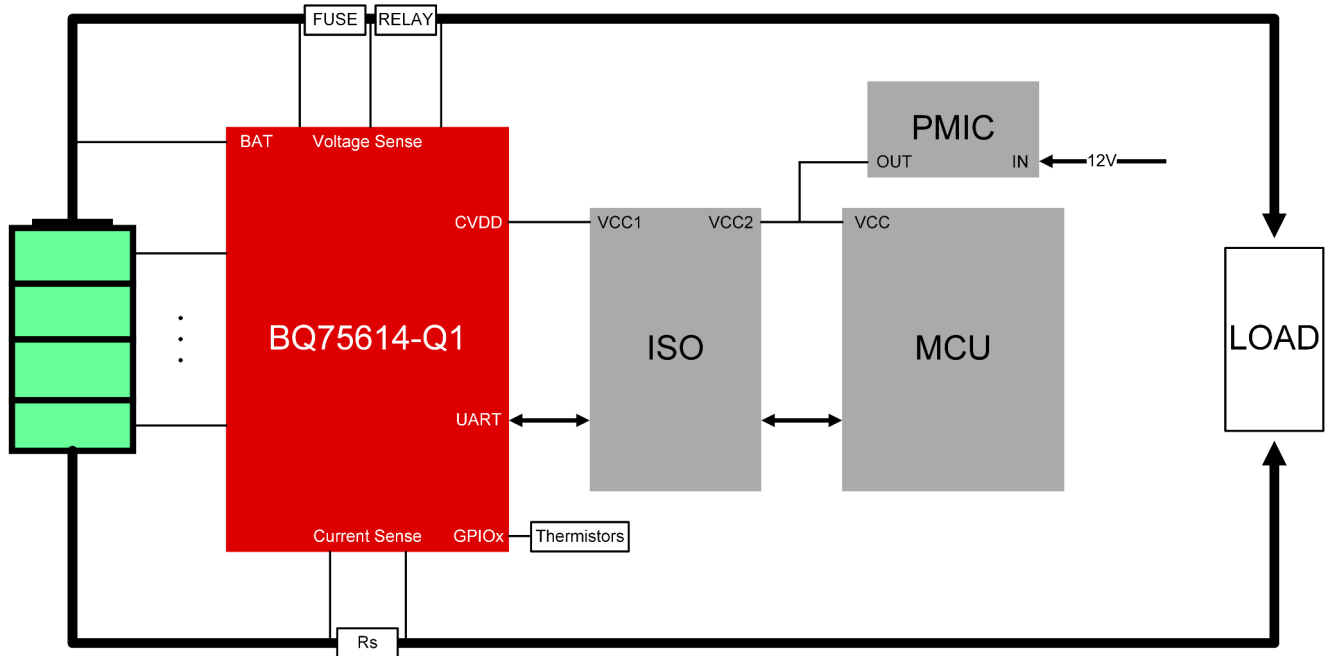 FUSE
RELAY
BAT
Voltage Sense
PMIC
OUT
IN
12V
CVDD
VCC1
VCC2
VCC
BQ75614-Q1
ISO
MCU
LOAD
UART
Current Sense
GPIOx
Thermistors
Rs